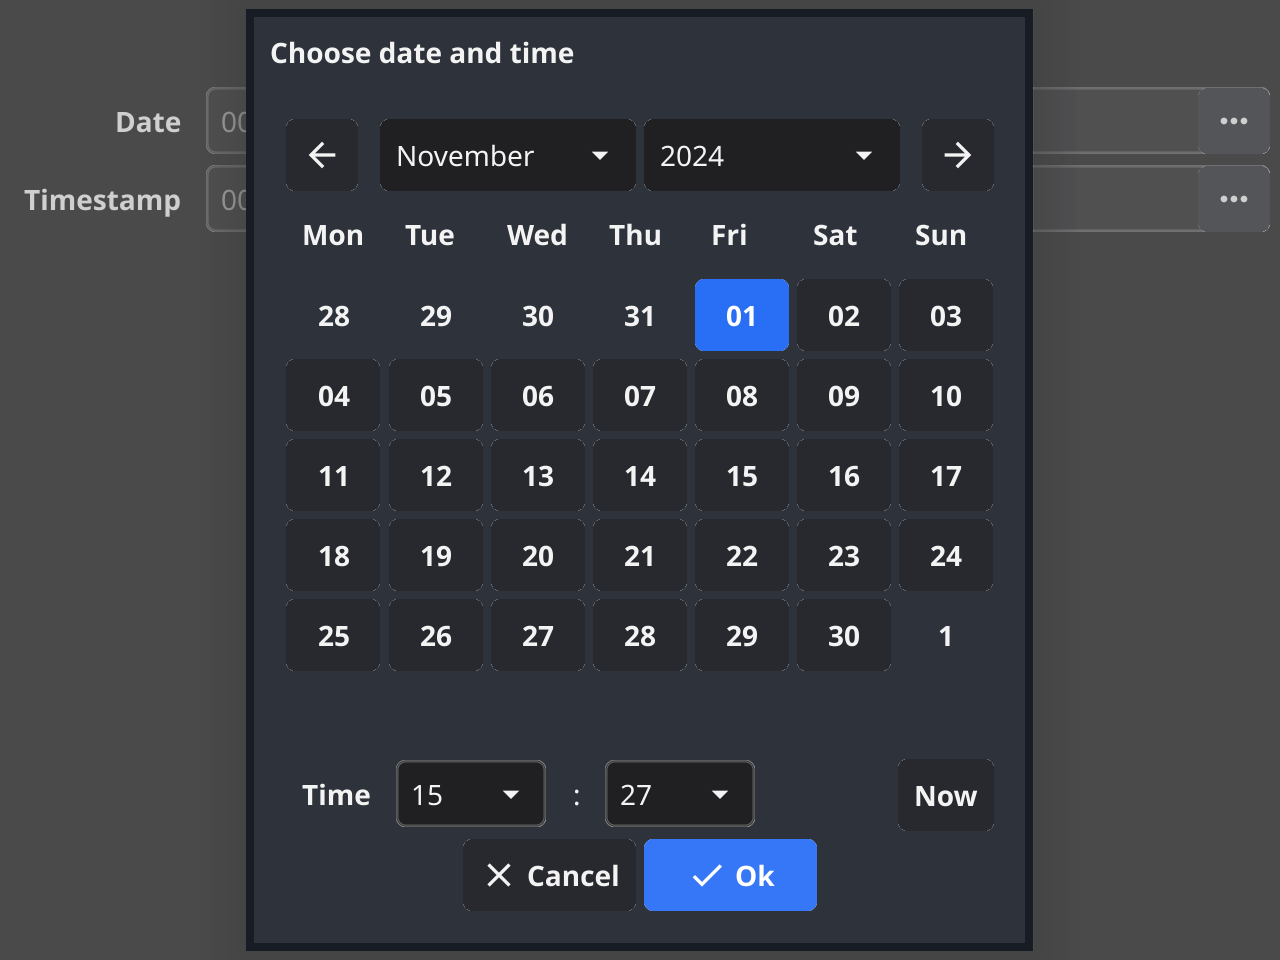 Choose date and time
Date 00
November 2024
Timestamp 00
Mon Tue Wed Thu Fri Sat Sun
28 29 30 31 01 02 03
04 05 06 07 08 09 10
11 12 13 14 15 16 17
18 19 20 21 22 23 24
25 26 27 28 29 30 1
Time 15 : 27 Now
Cancel Ok